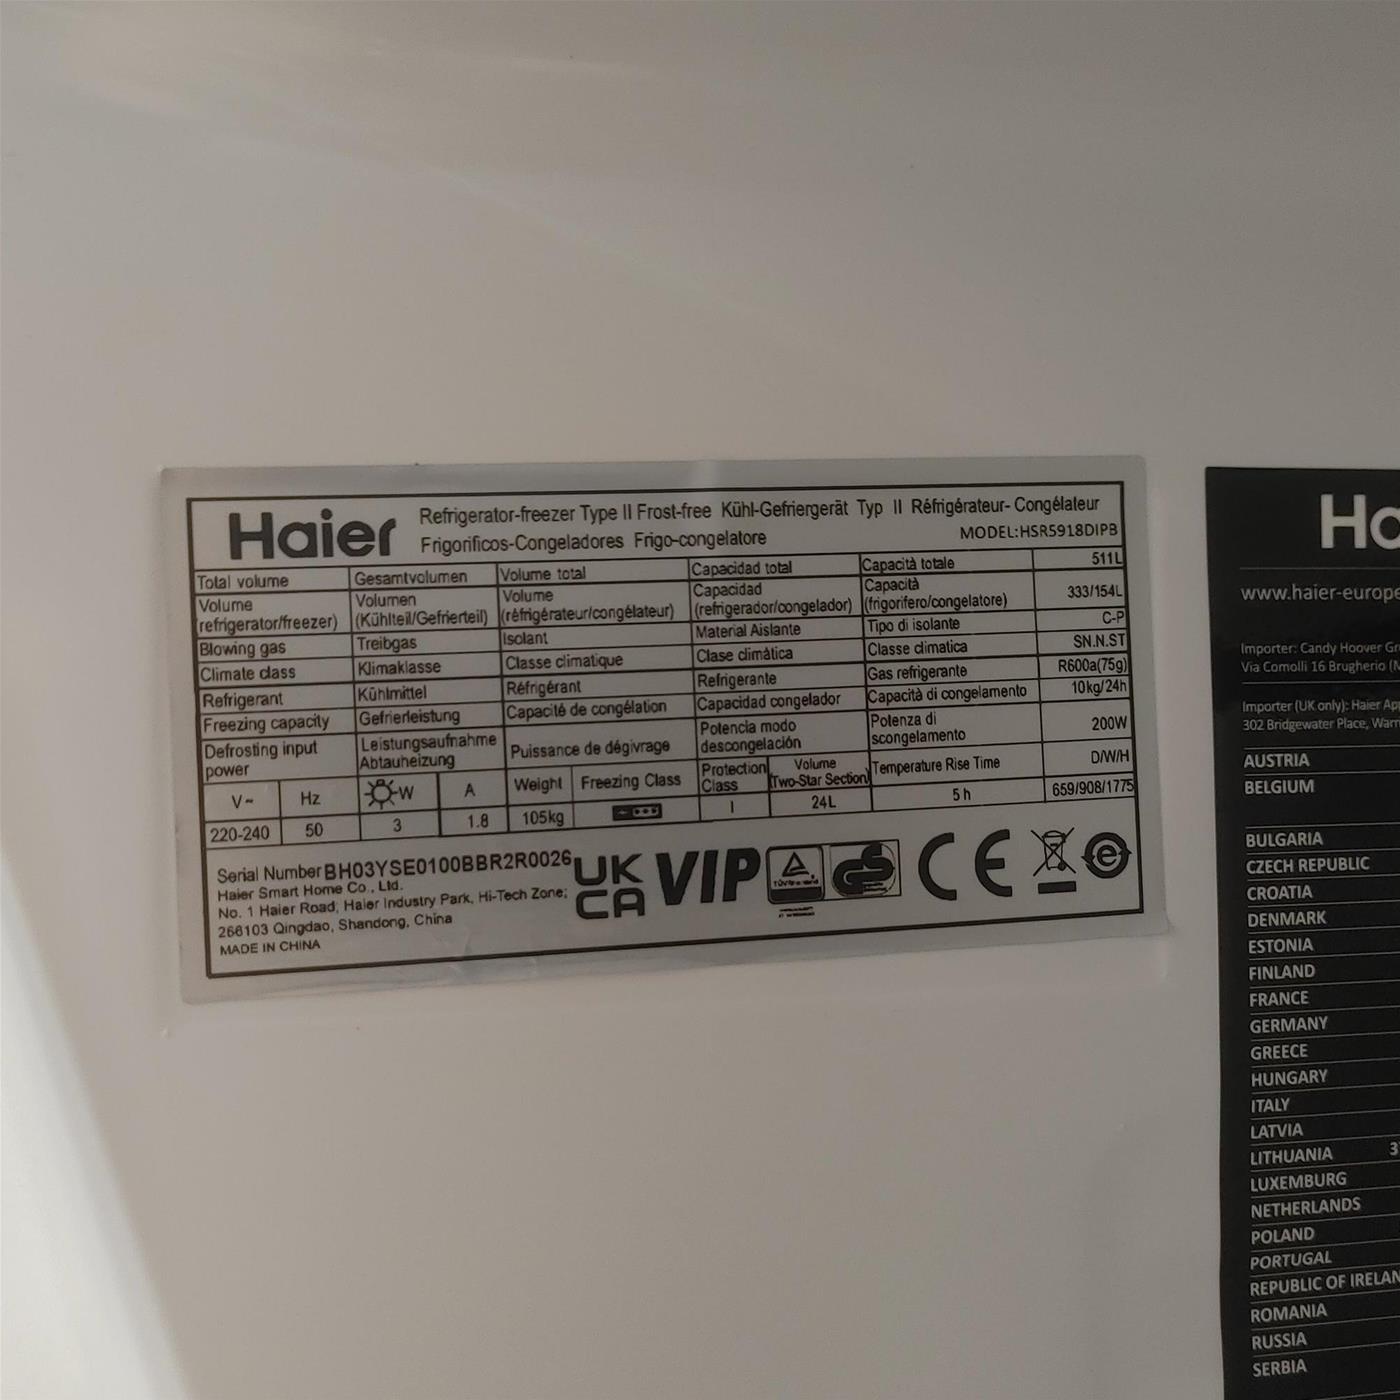 Haier
Refrigerator-freezer Type II Frost-free Kühl-Gefriergerät Typ II Réfrigérateur- Congélateur
Frigorificos-Congeladores Frigo-congelatore MODEL:HSR5918DIPB
Total volume Gesamtvolumen Volume total Capacidad total Capacità totale 511L
Volume Volumen Volume Capacidad Capacità 333/154L
refrigerator/freezer) (Kühlteil/Gefrierteil) (réfrigérateur/congélateur) (refrigerador/congelador) (frigorifero/congelatore)
Blowing gas Treibgas Isolant Material Aislante Tipo di isolante C-P
Climate class Klimaklasse Classe climatique Clase climàtica Classe climatica SN.N.ST
Refrigerant Kühlmittel Réfrigérant Refrigerante Gas refrigerante R600a(75g)
Freezing capacity Gefrierleistung Capacité de congélation Capacidad congelador Capacità di congelamento 10kg/24h
Defrosting input Leistungsaufnahme Puissance de dégivrage Potencia modo Potenza di 200W
power Abtauheizung descongelación scongelamento
V~ Hz W A Weight Freezing Class Protection Volume Temperature Rise Time D/W/H
Class (Two-Star Section)
220-240 50 3 1.8 105kg I 24L 5 h 659/908/1775
Serial Number BH03YSE0100BBR2R0026
Haier Smart Home Co., Ltd.
No. 1 Haier Road, Haier Industry Park, Hi-Tech Zone;
266103 Qingdao, Shandong, China
MADE IN CHINA
UK
CA
VIP
CE
Ha
www.haier-europe
Importer: Candy Hoover Gr
Via Comolli 16 Brugherio (M
Importer (UK only): Haier Ap
302 Bridgewater Place, Warr
AUSTRIA
BELGIUM
BULGARIA
CZECH REPUBLIC
CROATIA
DENMARK
ESTONIA
FINLAND
FRANCE
GERMANY
GREECE
HUNGARY
ITALY
LATVIA
LITHUANIA 3
LUXEMBURG
NETHERLANDS
POLAND
PORTUGAL
REPUBLIC OF IRELAN
ROMANIA
RUSSIA
SERBIA